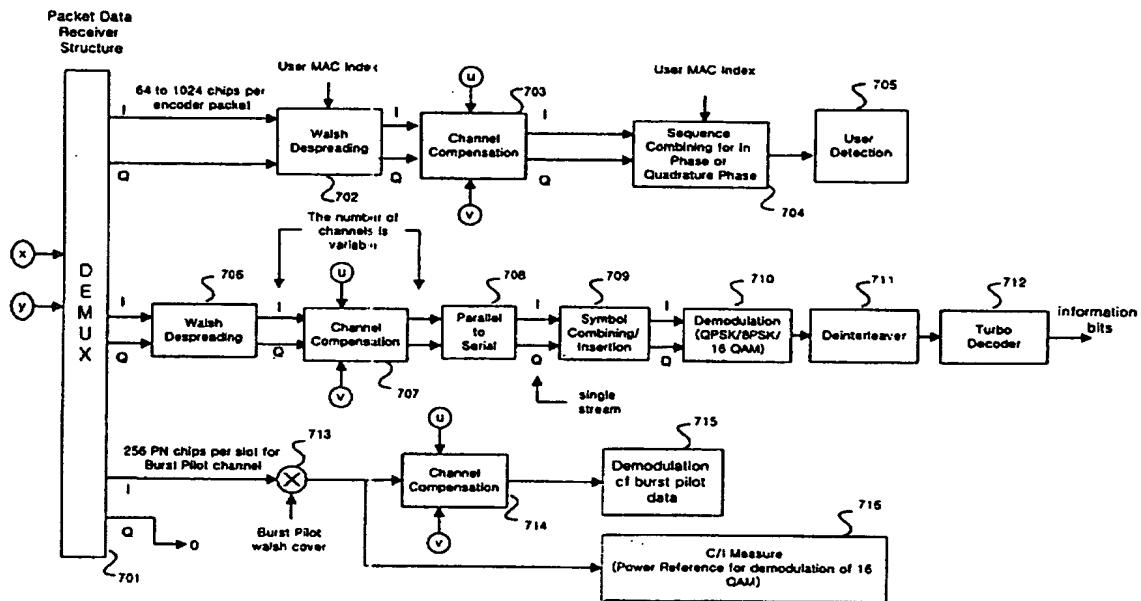 Packet Data
Receiver
Structure
User MAC Index
u
703
User MAC Index
705
64 to 1024 chips per
encoder packet
I
Walsh
Despreading
I
Channel
Compensation
I
Sequence
Combining for In
Phase or
Quadrature Phase
User
Detection
Q
702
Q
v
Q
704
The number of
channels is
variable
x
y
DEMUX
706
u
708
709
710
711
712
I
Walsh
Despreading
I
Channel
Compensation
Parallel
to
Serial
I
Symbol
Combining/
Insertion
I
Demodulation
(QPSK/8PSK/
16 QAM)
Deinterleaver
Turbo
Decoder
information
bits
Q
Q
v
707
Q
Q
single
stream
256 PN chips per slot for
Burst Pilot channel
713
u
715
I
Channel
Compensation
Demodulation
cf burst pilot
data
Q
0
Burst Pilot
walsh cover
v
714
716
C/I Measure
(Power Reference for demodulation of 16
QAM)
701